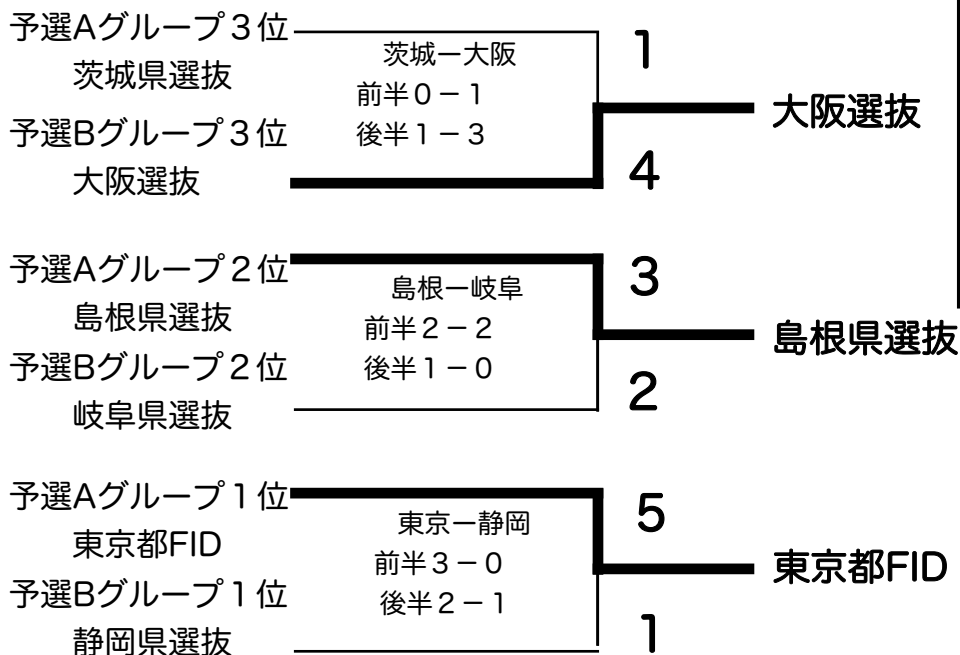 予選Aグループ３位
茨城県選抜
茨城ー大阪
前半０－１
後半１－３
1
大阪選抜
予選Bグループ３位
大阪選抜
4
予選Aグループ２位
島根県選抜
島根ー岐阜
前半２－２
後半１－０
3
島根県選抜
予選Bグループ２位
岐阜県選抜
2
予選Aグループ１位
東京都FID
東京ー静岡
前半３－０
後半２－１
5
東京都FID
予選Bグループ１位
静岡県選抜
1